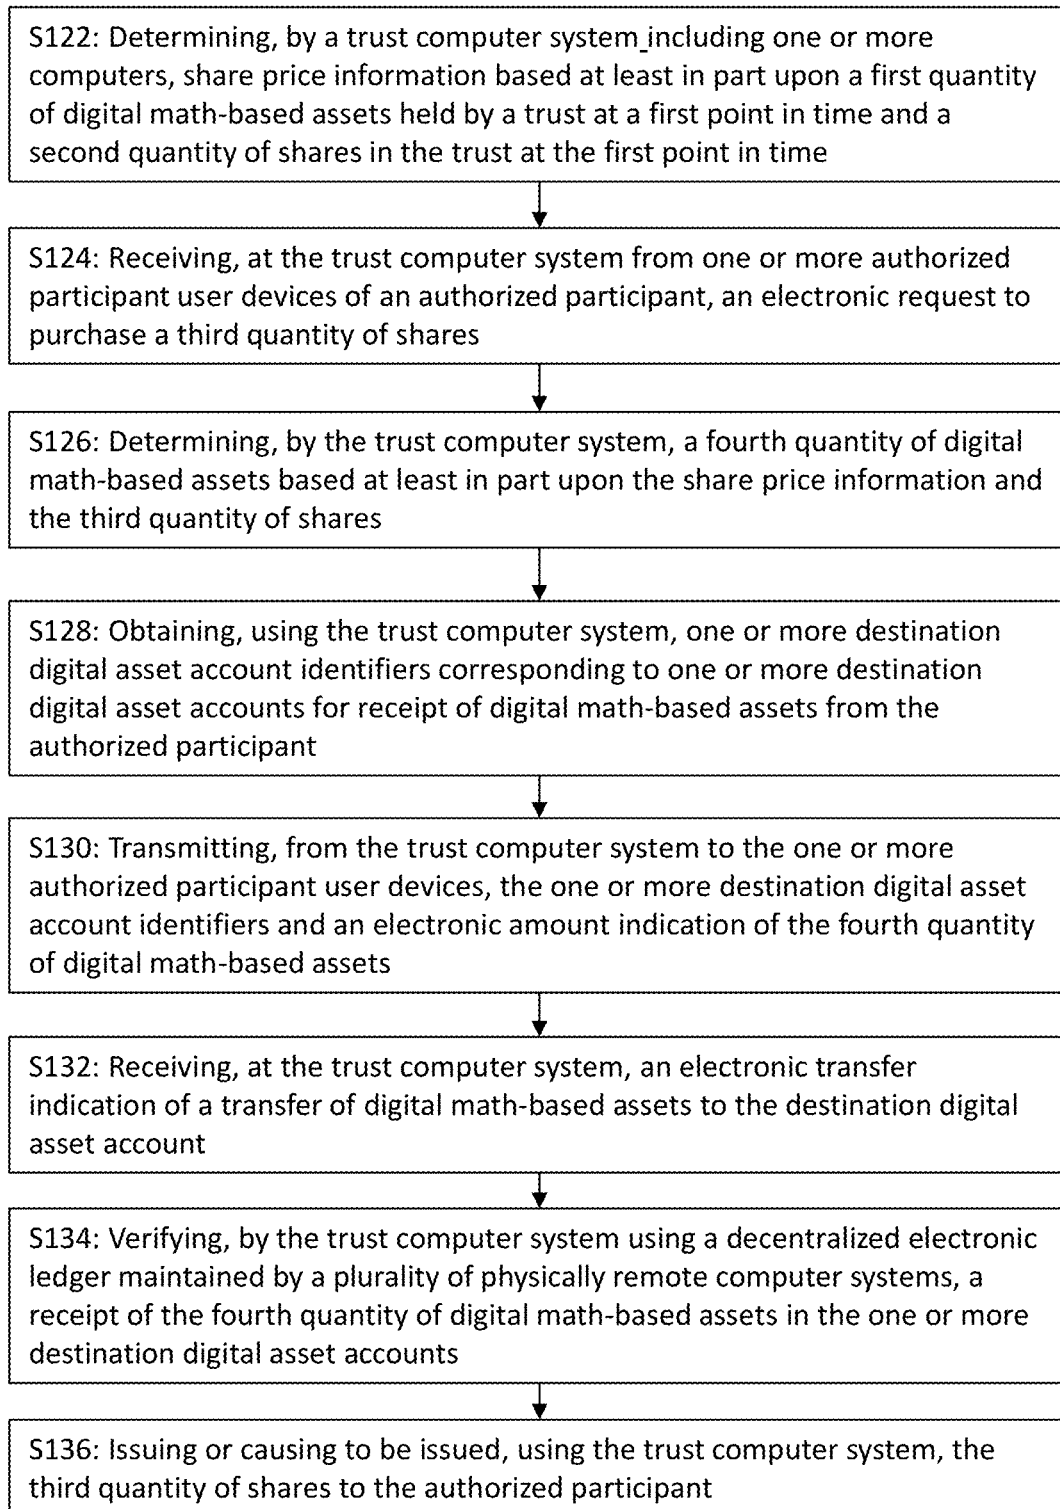 S122: Determining, by a trust computer system_including one or more
computers, share price information based at least in part upon a first quantity
of digital math-based assets held by a trust at a first point in time and a
second quantity of shares in the trust at the first point in time
S124: Receiving, at the trust computer system from one or more authorized
participant user devices of an authorized participant, an electronic request to
purchase a third quantity of shares
S126: Determining, by the trust computer system, a fourth quantity of digital
math-based assets based at least in part upon the share price information and
the third quantity of shares
S128: Obtaining, using the trust computer system, one or more destination
digital asset account identifiers corresponding to one or more destination
digital asset accounts for receipt of digital math-based assets from the
authorized participant
S130: Transmitting, from the trust computer system to the one or more
authorized participant user devices, the one or more destination digital asset
account identifiers and an electronic amount indication of the fourth quantity
of digital math-based assets
S132: Receiving, at the trust computer system, an electronic transfer
indication of a transfer of digital math-based assets to the destination digital
asset account
S134: Verifying, by the trust computer system using a decentralized electronic
ledger maintained by a plurality of physically remote computer systems, a
receipt of the fourth quantity of digital math-based assets in the one or more
destination digital asset accounts
S136: Issuing or causing to be issued, using the trust computer system, the
third quantity of shares to the authorized participant